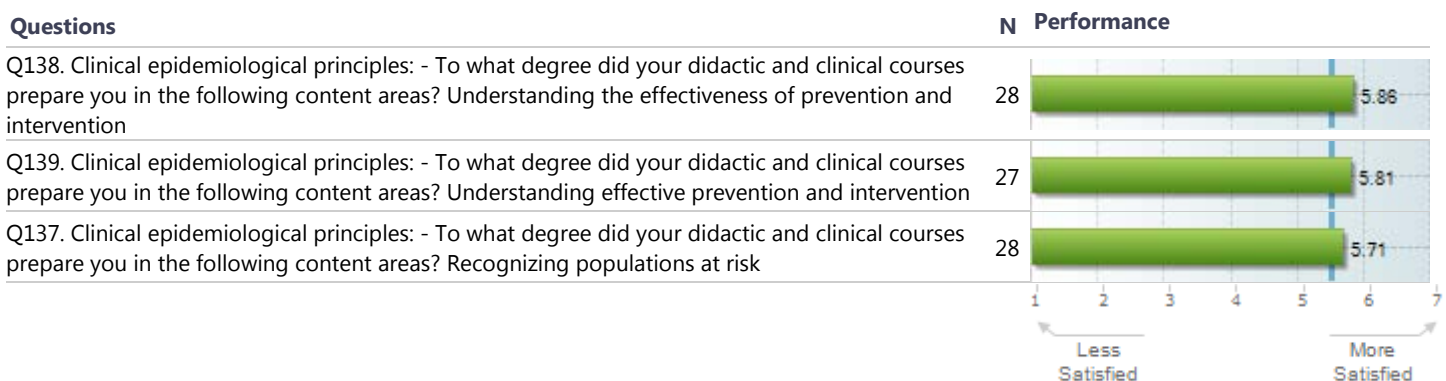 Questions N Performance
Q138. Clinical epidemiological principles: - To what degree did your didactic and clinical courses
prepare you in the following content areas? Understanding the effectiveness of prevention and
intervention
28
5.86
Q139. Clinical epidemiological principles: - To what degree did your didactic and clinical courses
prepare you in the following content areas? Understanding effective prevention and intervention
27
5.81
Q137. Clinical epidemiological principles: - To what degree did your didactic and clinical courses
prepare you in the following content areas? Recognizing populations at risk
28
5.71
1 2 3 4 5 6 7
Less More
Satisfied Satisfied